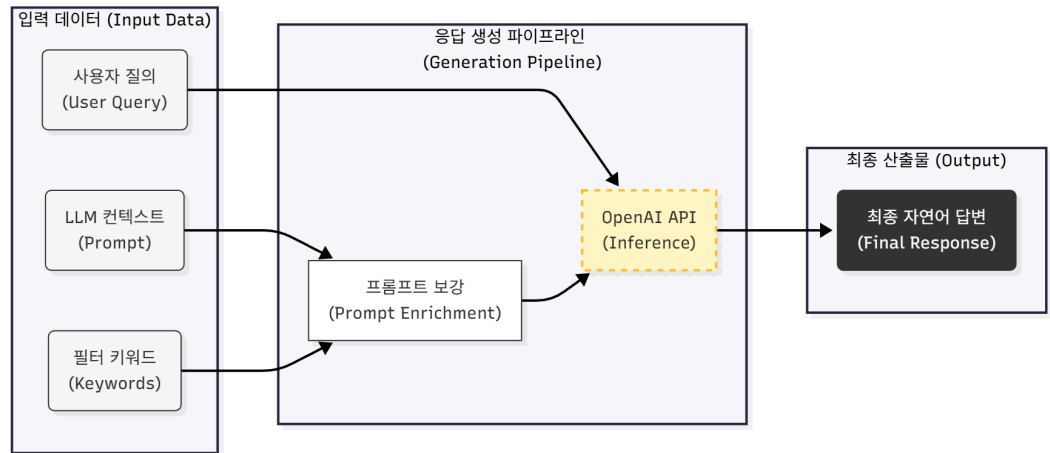 입력 데이터 (Input Data)
사용자 질의
(User Query)
LLM 컨텍스트
(Prompt)
필터 키워드
(Keywords)
응답 생성 파이프라인
(Generation Pipeline)
프롬프트 보강
(Prompt Enrichment)
OpenAI API
(Inference)
최종 산출물 (Output)
최종 자연어 답변
(Final Response)